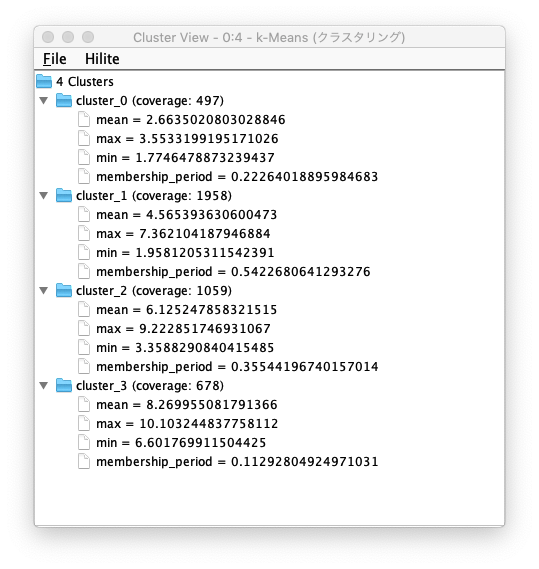 Cluster View - 0:4 - k-Means (クラスタリング)
File Hilite
4 Clusters
cluster_0 (coverage: 497)
mean = 2.6635020803028846
max = 3.5533199195171026
min = 1.7746478873239437
membership_period = 0.22264018895984683
cluster_1 (coverage: 1958)
mean = 4.565393630600473
max = 7.362104187946884
min = 1.9581205311542391
membership_period = 0.5422680641293276
cluster_2 (coverage: 1059)
mean = 6.125247858321515
max = 9.222851746931067
min = 3.3588290840415485
membership_period = 0.35544196740157014
cluster_3 (coverage: 678)
mean = 8.269955081791366
max = 10.103244837758112
min = 6.601769911504425
membership_period = 0.11292804924971031